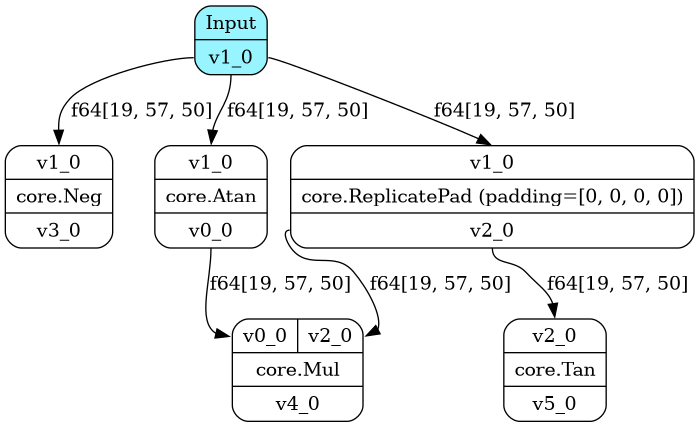 Input
v1_0
f64[19, 57, 50]
f64[19, 57, 50]
f64[19, 57, 50]
v1_0
core.Neg
v3_0
v1_0
core.Atan
v0_0
v1_0
core.ReplicatePad (padding=[0, 0, 0, 0])
v2_0
f64[19, 57, 50]
f64[19, 57, 50]
f64[19, 57, 50]
v0_0
v2_0
core.Mul
v4_0
v2_0
core.Tan
v5_0